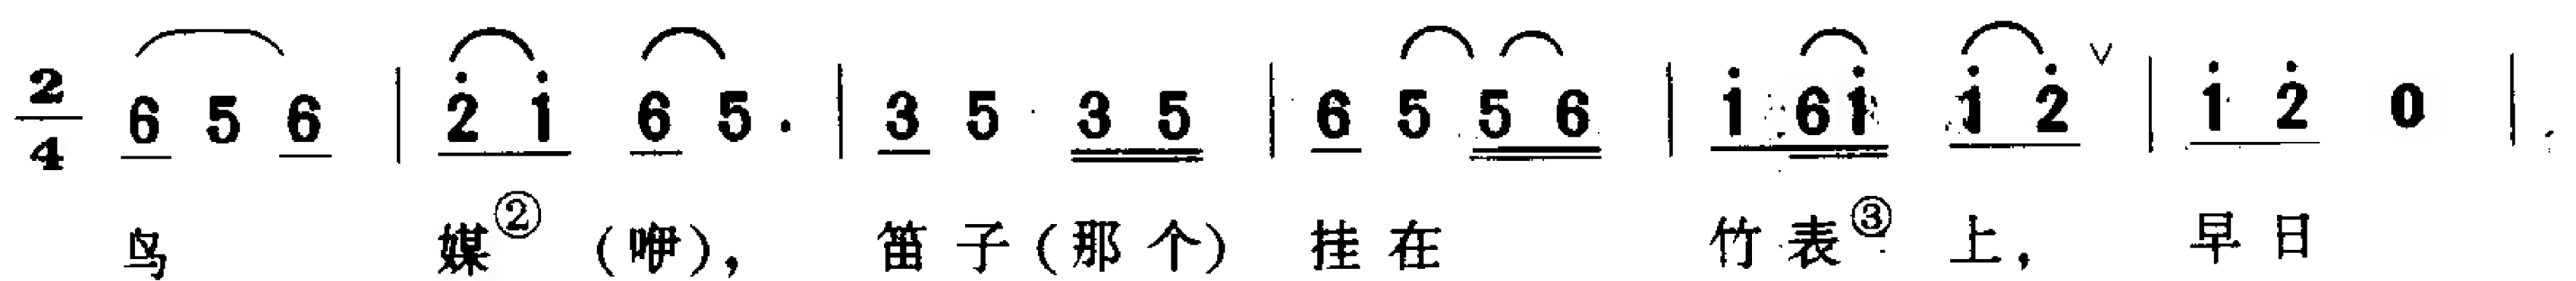 2/4 6 5 6 | 2̇ 1̇ 6 5. | 3 5 3 5 | 6 5 5 6 | 1̇ 6 1̇ 1̇ 2̇ ∨ | 1̇ 2̇ 0 |
鸟 媒② (咿), 笛子(那个) 挂在 竹表③ 上, 早日